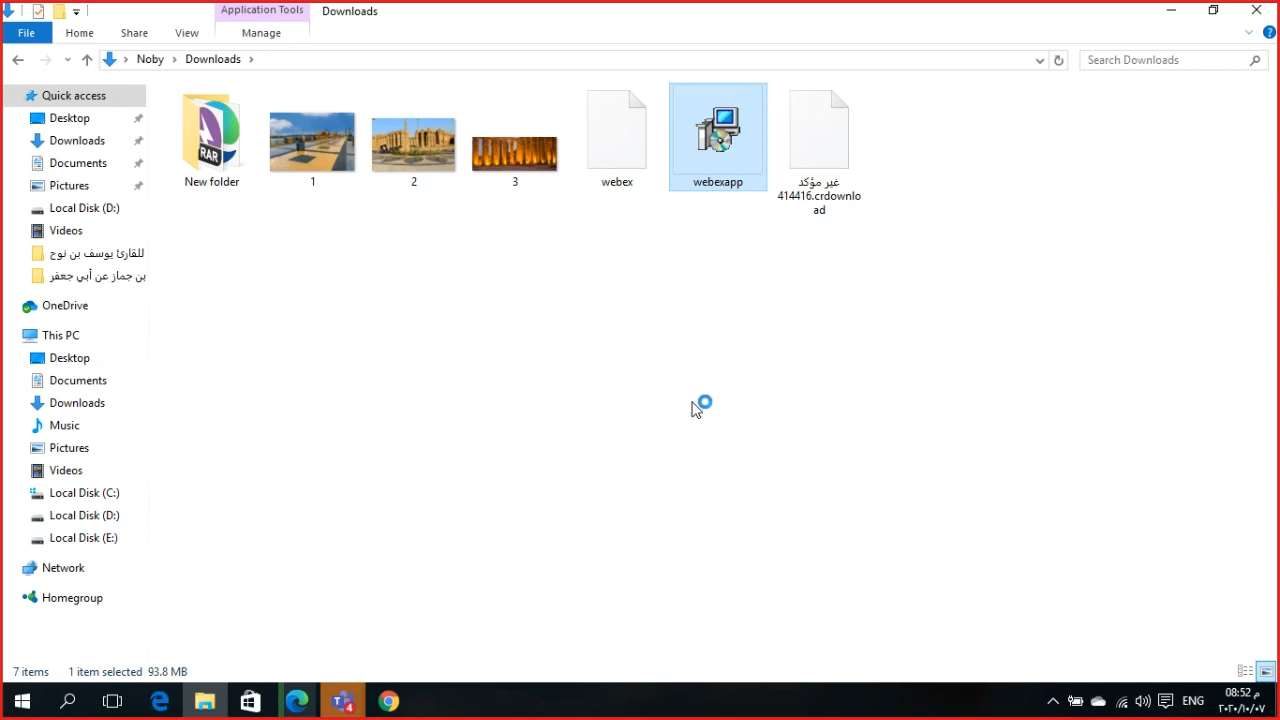 Application Tools
Downloads
File
Home
Share
View
Manage
Noby
Downloads
Search Downloads
Quick access
Desktop
Downloads
Documents
Pictures
Local Disk (D:)
Videos
للقارئ يوسف بن نوح
بن جماز عن أبي جعفر
OneDrive
This PC
Desktop
Documents
Downloads
Music
Pictures
Videos
Local Disk (C:)
Local Disk (D:)
Local Disk (E:)
Network
Homegroup
RAR
New folder
1
2
3
webex
webexapp
غير مؤكد
414416.crdownlo
ad
7 items
1 item selected 93.8 MB
4
ENG
08:52 م
٢٠٢٠/١٠/٠٧